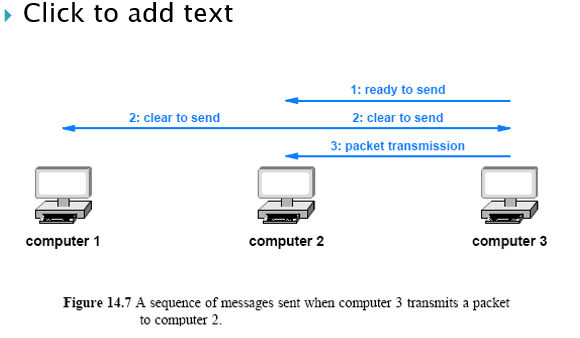 Click to add text
1: ready to send
2: clear to send 2: clear to send
3: packet transmission
computer 1 computer 2 computer 3
Figure 14.7 A sequence of messages sent when computer 3 transmits a packet
to computer 2.